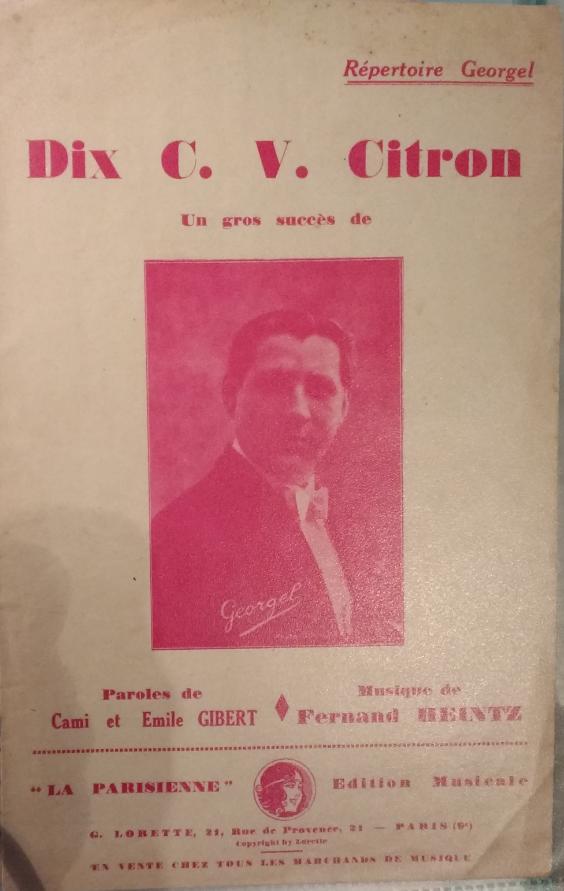 Répertoire Georgel
Dix C. V. Citron
Un gros succès de
Georgel
Paroles de
Cami et Emile GIBERT
Musique de
Fernand HEINTZ
"LA PARISIENNE" Edition Musicale
G. LORETTE, 21, Rue de Provence, 21 — PARIS (9e)
Copyright by Lorette
EN VENTE CHEZ TOUS LES MARCHANDS DE MUSIQUE